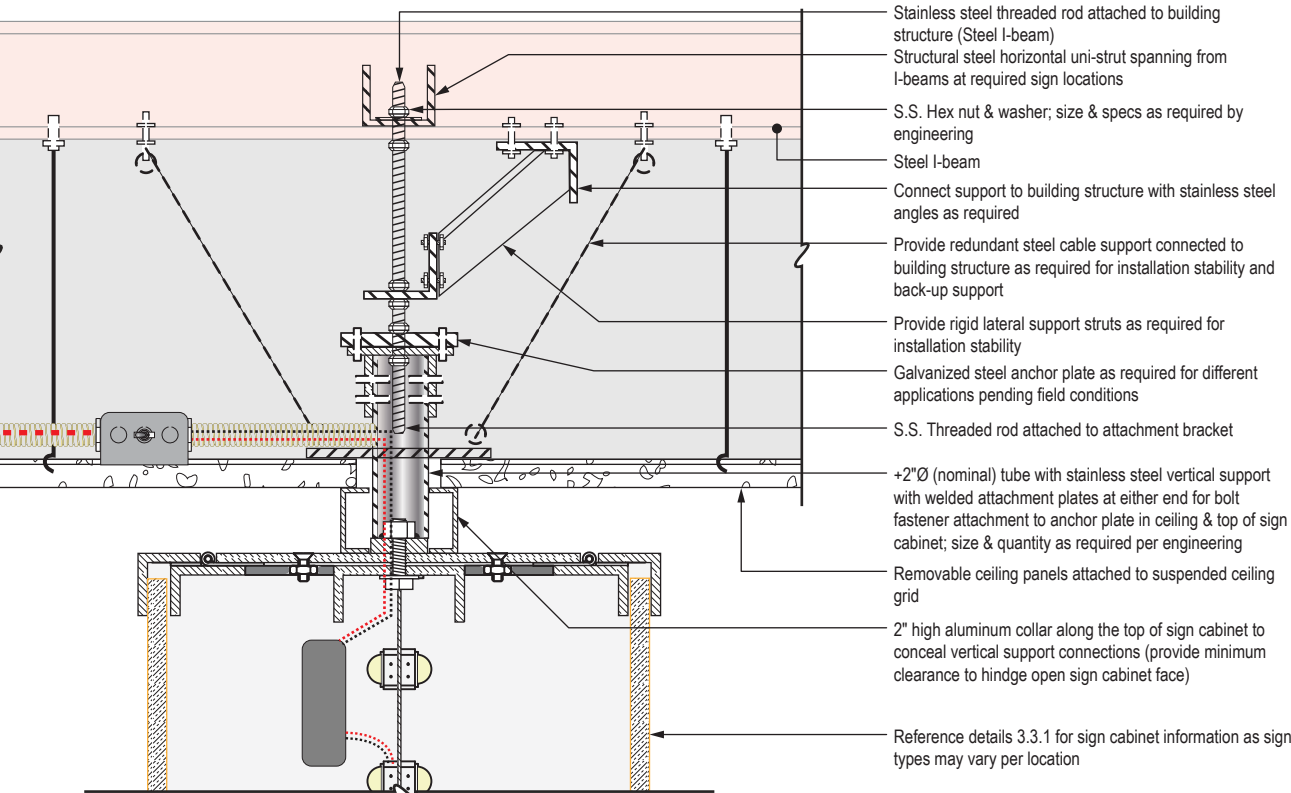 Stainless steel threaded rod attached to building
structure (Steel I-beam)
Structural steel horizontal uni-strut spanning from
I-beams at required sign locations
S.S. Hex nut & washer; size & specs as required by
engineering
Steel I-beam
Connect support to building structure with stainless steel
angles as required
Provide redundant steel cable support connected to
building structure as required for installation stability and
back-up support
Provide rigid lateral support struts as required for
installation stability
Galvanized steel anchor plate as required for different
applications pending field conditions
S.S. Threaded rod attached to attachment bracket
+2"Ø (nominal) tube with stainless steel vertical support
with welded attachment plates at either end for bolt
fastener attachment to anchor plate in ceiling & top of sign
cabinet; size & quantity as required per engineering
Removable ceiling panels attached to suspended ceiling
grid
2" high aluminum collar along the top of sign cabinet to
conceal vertical support connections (provide minimum
clearance to hindge open sign cabinet face)
Reference details 3.3.1 for sign cabinet information as sign
types may vary per location